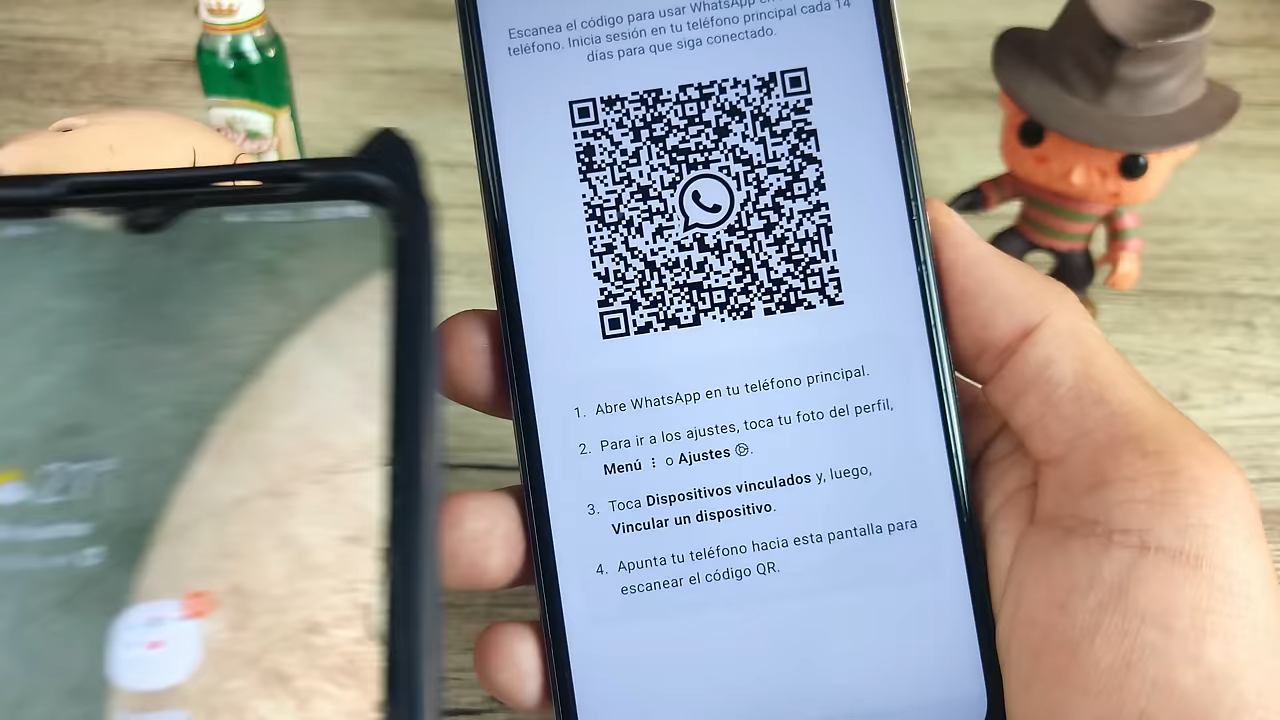 Escanea el código para usar WhatsApp en
teléfono. Inicia sesión en tu teléfono principal cada 14
días para que siga conectado.
1. Abre WhatsApp en tu teléfono principal.
2. Para ir a los ajustes, toca tu foto del perfil,
Menú ⋮ o Ajustes ⚙.
3. Toca Dispositivos vinculados y, luego,
Vincular un dispositivo.
4. Apunta tu teléfono hacia esta pantalla para
escanear el código QR.